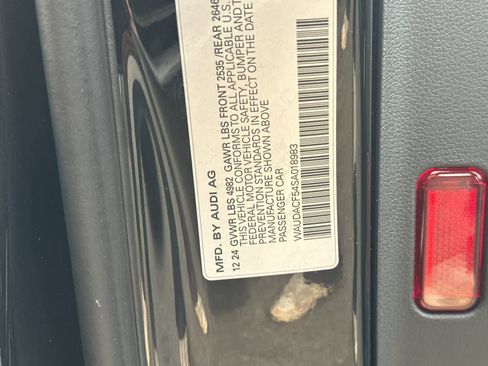 MFD. BY AUDI AG
12 24 GVWR LBS 4982 GAWR LBS FRONT 2535 /REAR 2646
THIS VEHICLE CONFORMS TO ALL APPLICABLE U.S.
FEDERAL MOTOR VEHICLE SAFETY, BUMPER AND T
PREVENTION STANDARDS IN EFFECT ON THE DATE
MANUFACTURE SHOWN ABOVE
PASSENGER CAR
WAUDACF54SA018983